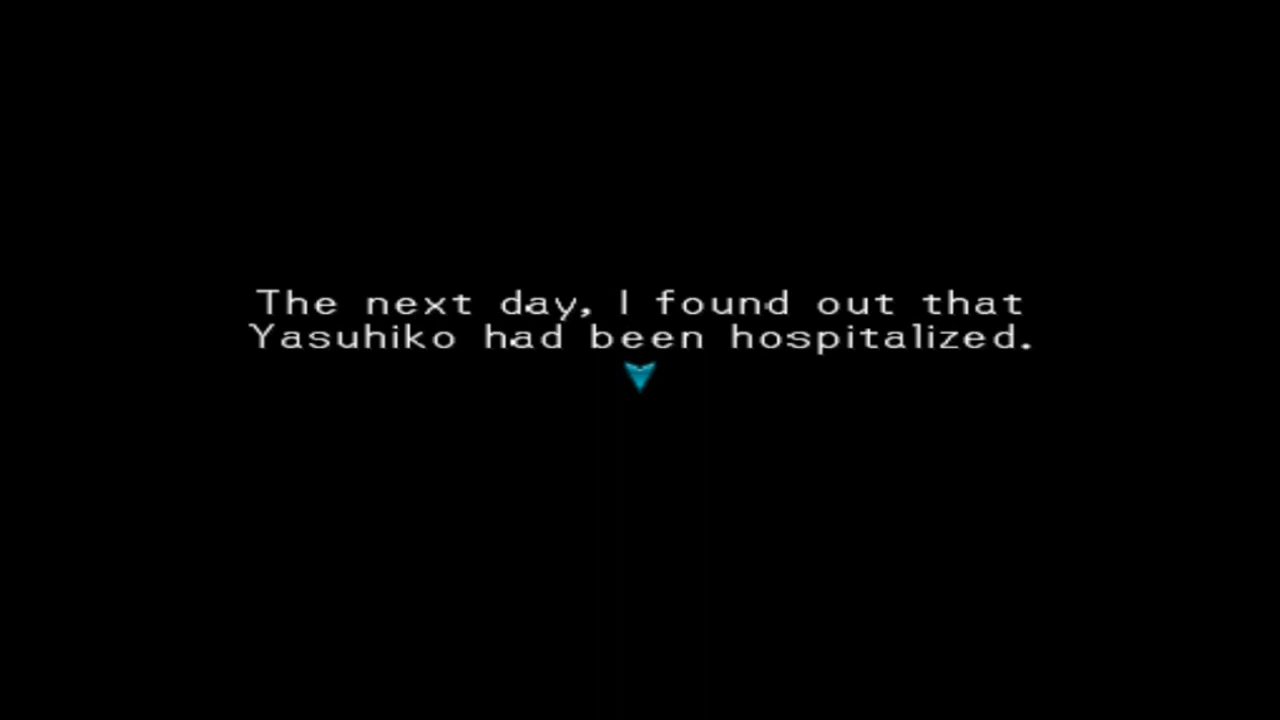 The next day, I found out that
Yasuhiko had been hospitalized.